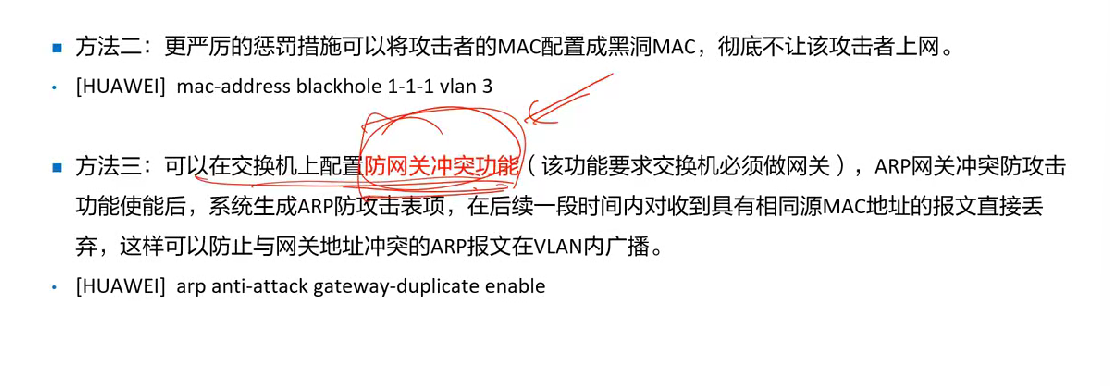 方法二：更严厉的惩罚措施可以将攻击者的MAC配置成黑洞MAC，彻底不让该攻击者上网。
[HUAWEI] mac-address blackhole 1-1-1 vlan 3
方法三：可以在交换机上配置防网关冲突功能（该功能要求交换机必须做网关），ARP网关冲突防攻击
功能使能后，系统生成ARP防攻击表项，在后续一段时间内对收到具有相同源MAC地址的报文直接丢
弃，这样可以防止与网关地址冲突的ARP报文在VLAN内广播。
[HUAWEI] arp anti-attack gateway-duplicate enable